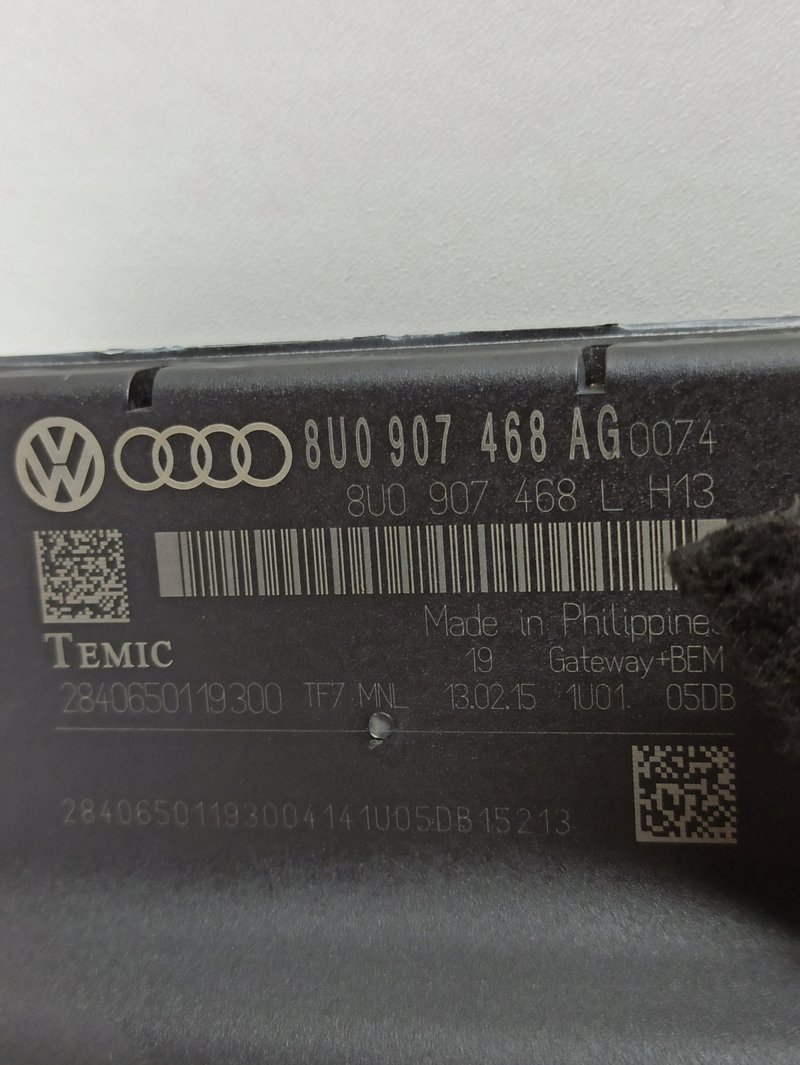 8U0 907 468 AG 0074
8U0 907 468 L H13
Made in
TEMIC
19 Gateway+BEM
2840650119300 TF7 MNL 13.02.15 1U01. 05DB
28406501193004141U05DB15213